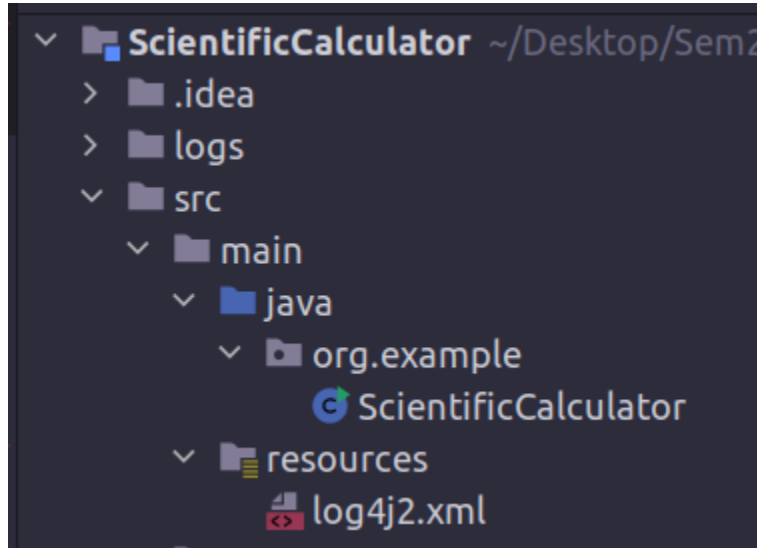 ScientificCalculator ~/Desktop/Sem2
.idea
logs
src
main
java
org.example
ScientificCalculator
resources
log4j2.xml